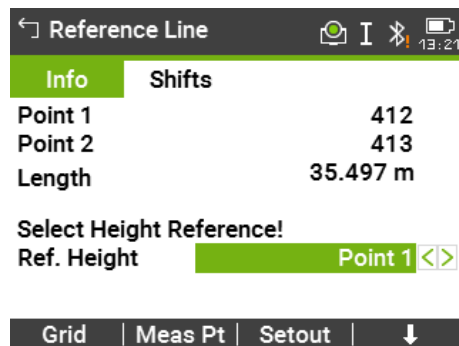 Reference Line I 13:21
Info Shifts
Point 1 412
Point 2 413
Length 35.497 m
Select Height Reference!
Ref. Height Point 1
Grid | Meas Pt | Setout |